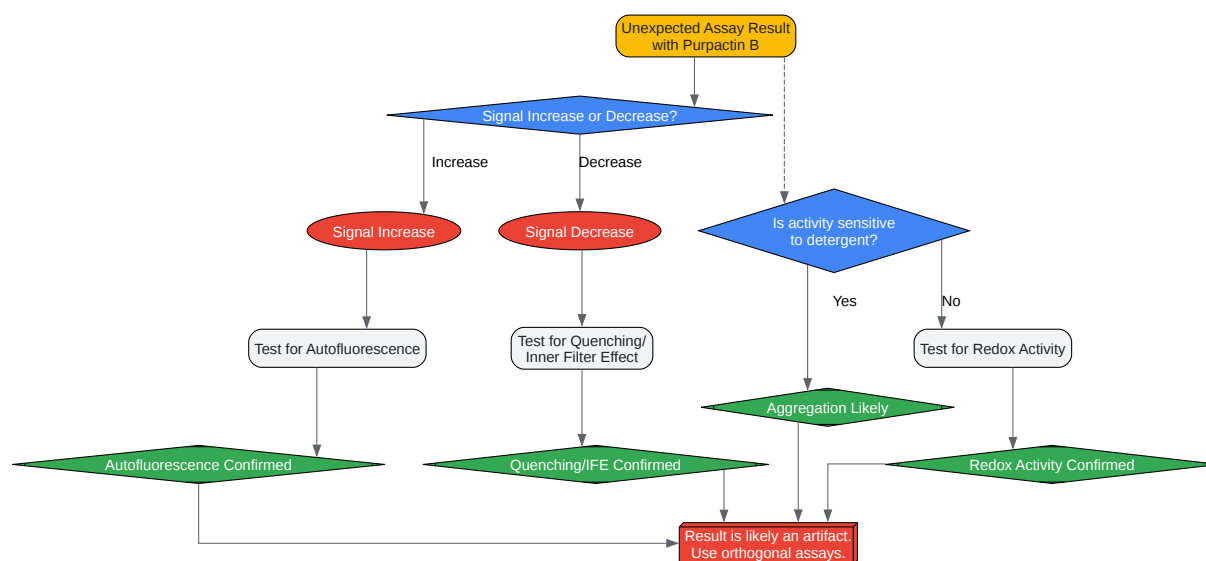 Unexpected Assay Result
with Purpactin B
Signal Increase or Decrease?
Increase
Decrease
Signal Increase
Signal Decrease
Is activity sensitive
to detergent?
Yes
No
Test for Autofluorescence
Test for Quenching/
Inner Filter Effect
Test for Redox Activity
Aggregation Likely
Autofluorescence Confirmed
Quenching/IFE Confirmed
Redox Activity Confirmed
Result is likely an artifact.
Use orthogonal assays.